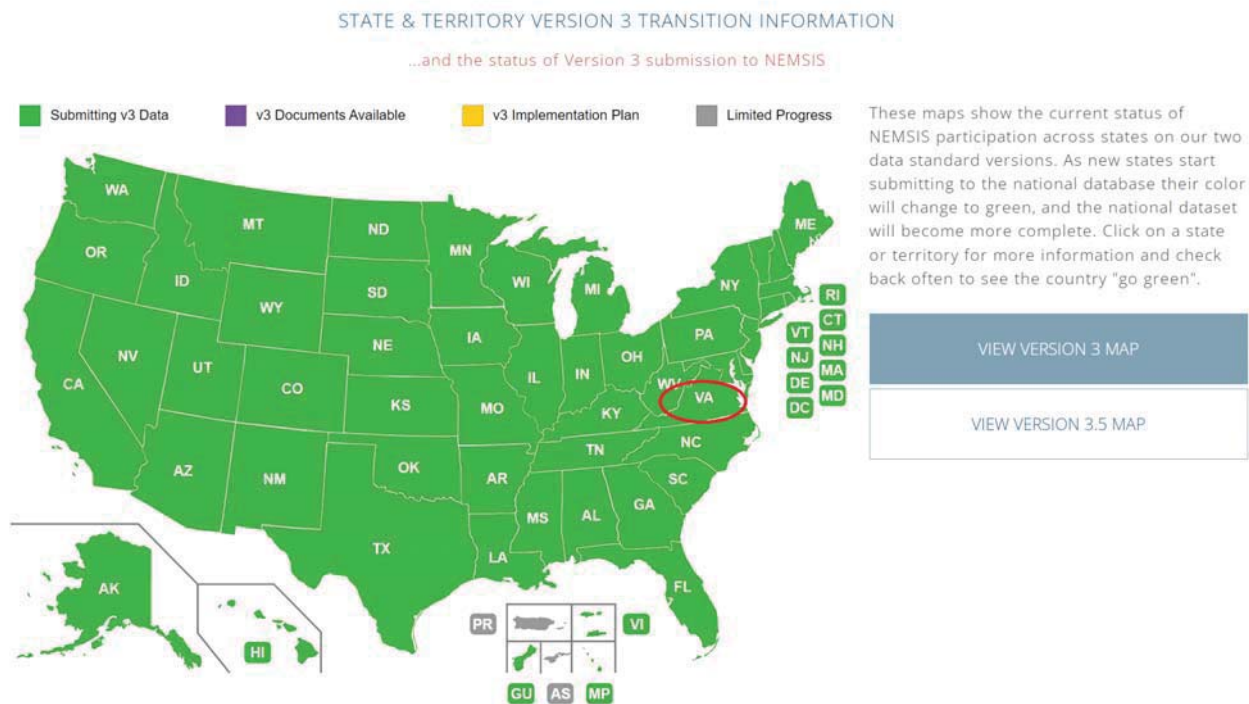 STATE & TERRITORY VERSION 3 TRANSITION INFORMATION
...and the status of Version 3 submission to NEMSIS
Submitting v3 Data
v3 Documents Available
v3 Implementation Plan
Limited Progress
These maps show the current status of
NEMSIS participation across states on our two
data standard versions. As new states start
submitting to the national database their color
will change to green, and the national dataset
will become more complete. Click on a state
or territory for more information and check
back often to see the country "go green".
VIEW VERSION 3 MAP
VIEW VERSION 3.5 MAP
WA
MT
ND
MN
ME
OR
ID
WY
SD
WI
MI
NY
NV
UT
CO
NE
IA
IL
IN
OH
PA
CA
KS
MO
KY
WV
VA
AZ
NM
OK
AR
TN
NC
SC
TX
LA
MS
AL
GA
FL
RI
CT
VT
NH
NJ
MA
DE
MD
DC
AK
HI
PR
VI
GU
AS
MP